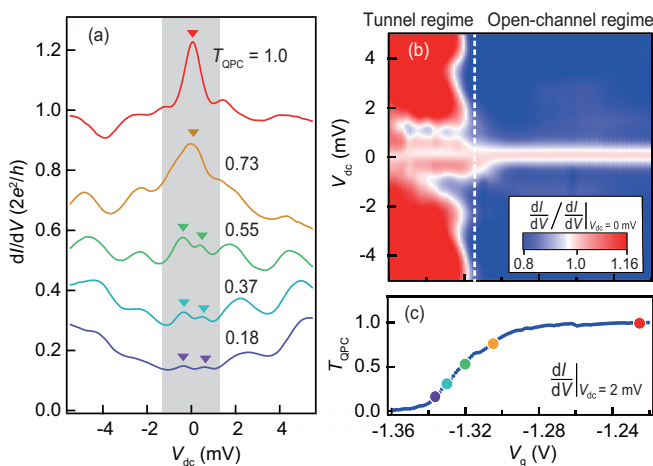 (a)
T_QPC = 1.0
0.73
0.55
0.37
0.18
1.2
1.0
0.8
0.6
0.4
0.2
0.0
dI/dV (2e²/h)
-4
0
4
V_dc (mV)
Tunnel regime
Open-channel regime
(b)
4
2
0
-2
-4
V_dc (mV)
dI/dV / dI/dV|V_dc = 0 mV
0.8
1.0
1.16
(c)
1.0
0.5
0.0
T_QPC
dI/dV|V_dc = 2 mV
-1.36
-1.32
-1.28
-1.24
V_g (V)